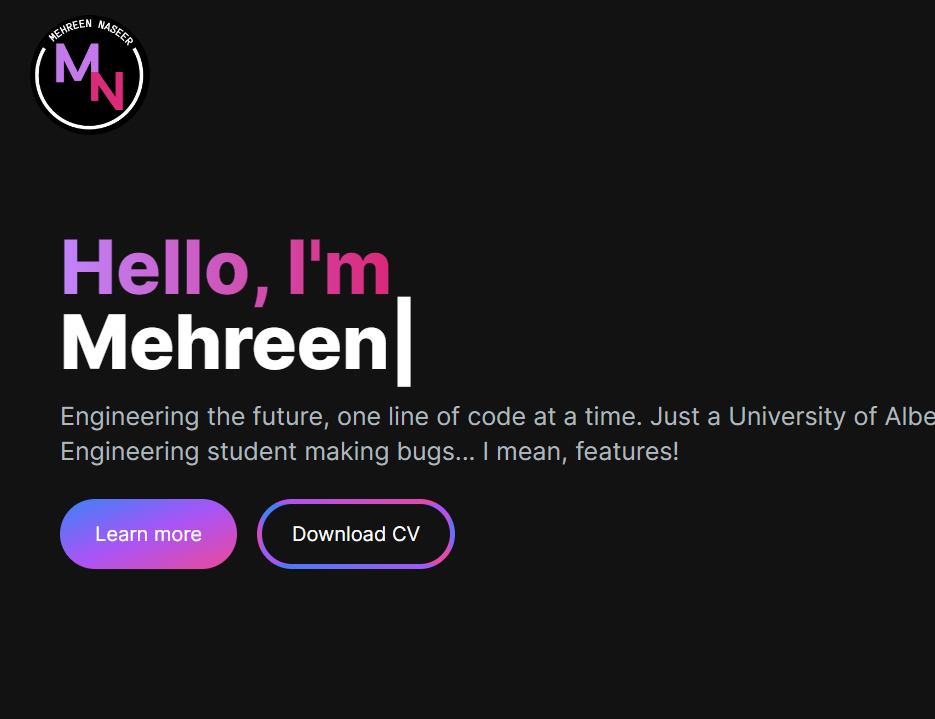 MEHREEN NASEER
MN
Hello, I'm
Mehreen
Engineering the future, one line of code at a time. Just a University of Albe
Engineering student making bugs... I mean, features!
Learn more
Download CV